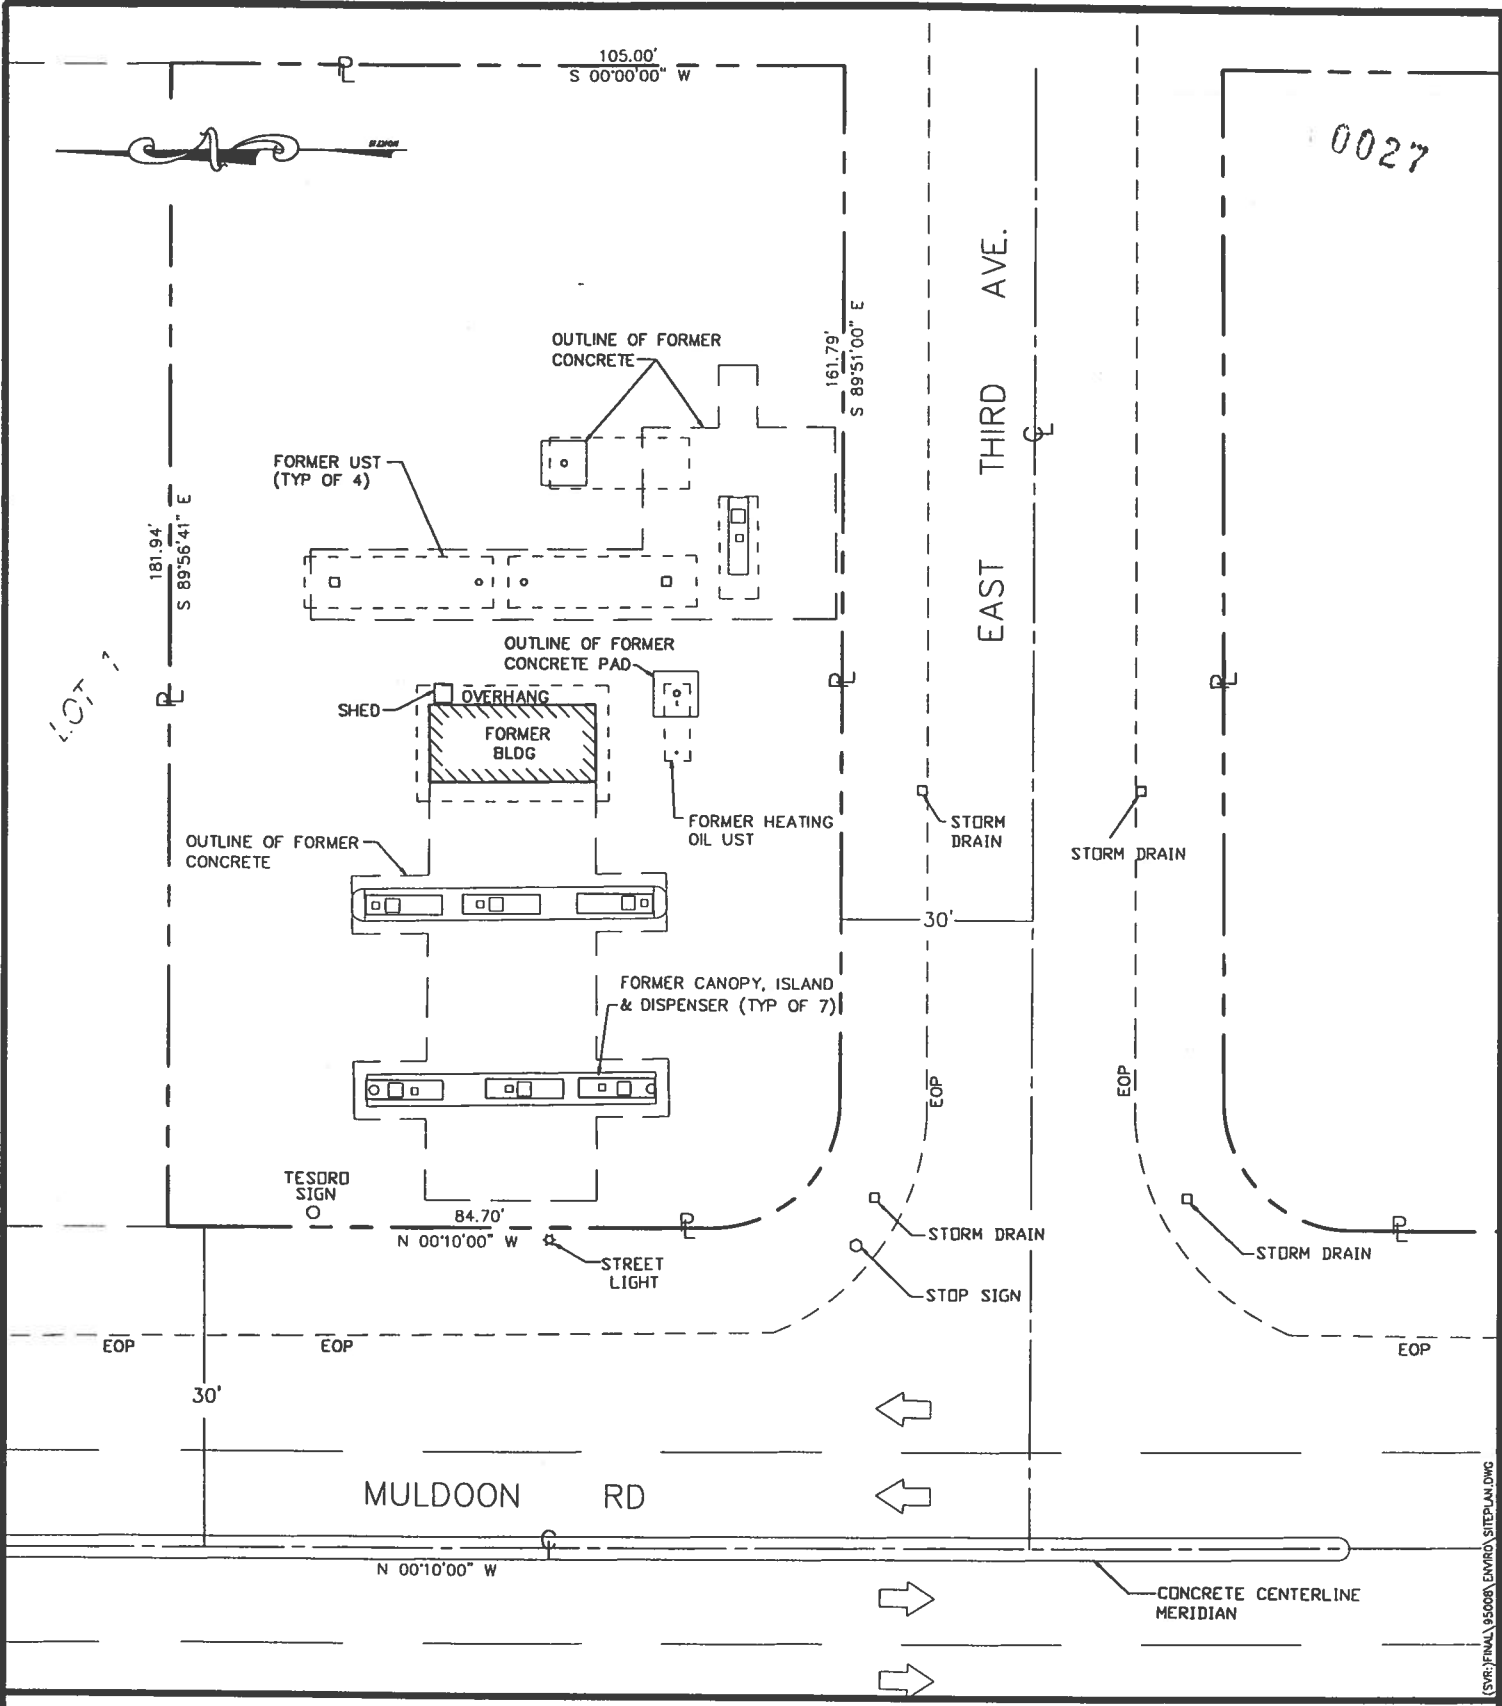 105.00'
S 00°00'00" W
0027
EAST THIRD AVE.
161.79'
S 89°51'00" E
OUTLINE OF FORMER
CONCRETE
FORMER UST
(TYP OF 4)
181.94'
S 89°56'41" E
LOT 1
OUTLINE OF FORMER
CONCRETE PAD
SHED
OVERHANG
FORMER
BLDG
FORMER HEATING
OIL UST
STORM
DRAIN
STORM DRAIN
OUTLINE OF FORMER
CONCRETE
30'
FORMER CANOPY, ISLAND
& DISPENSER (TYP OF 7)
EOP
EOP
TESORO
SIGN
84.70'
N 00°10'00" W
STREET
LIGHT
STORM DRAIN
STOP SIGN
STORM DRAIN
EOP
EOP
EOP
30'
MULDOON RD
N 00°10'00" W
CONCRETE CENTERLINE
MERIDIAN
(SVR:)FINAL\95008\ENVIRO\SITEPLAN.DWG